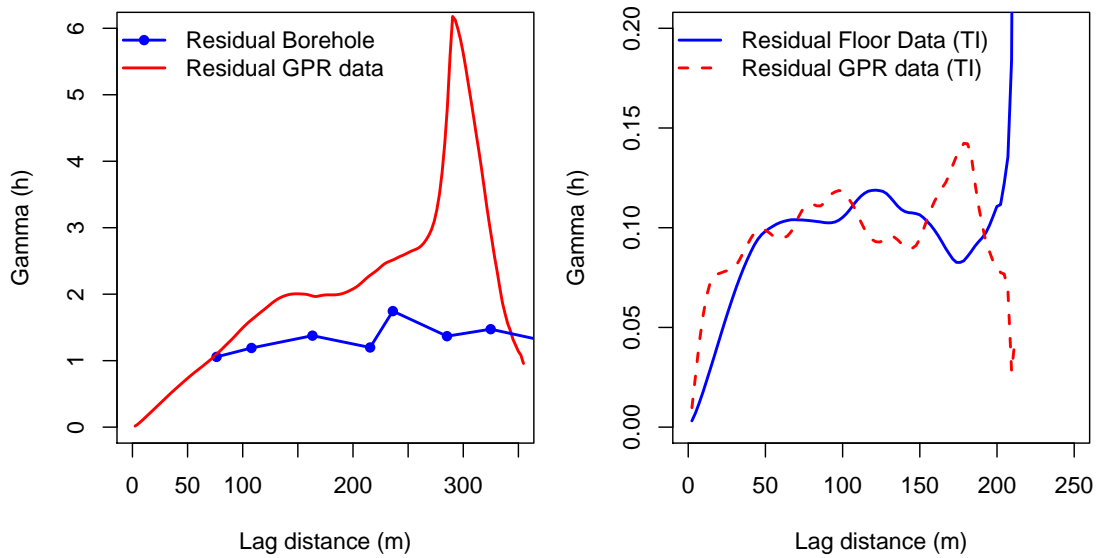 Residual Borehole
Residual GPR data
Gamma (h)
0
1
2
3
4
5
6
0 50 100 200 300
Lag distance (m)
Residual Floor Data (TI)
Residual GPR data (TI)
Gamma (h)
0.00
0.05
0.10
0.15
0.20
0 50 100 150 200 250
Lag distance (m)